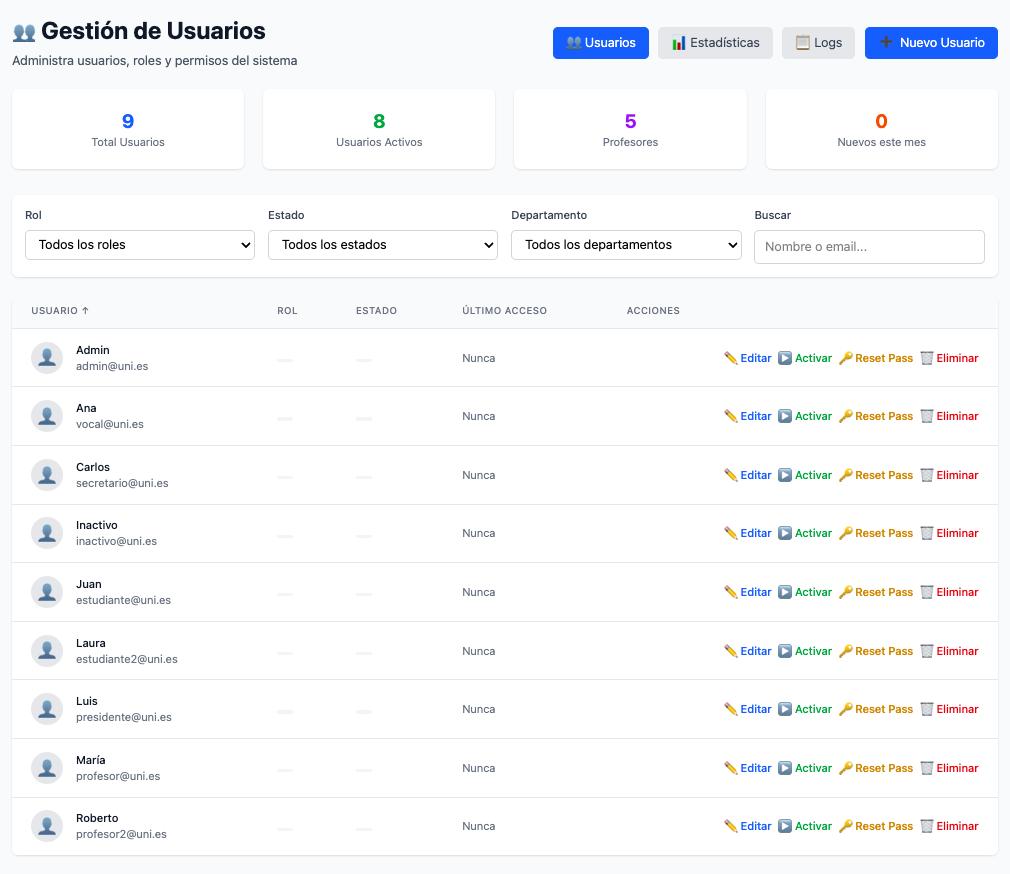 Gestión de Usuarios
Administra usuarios, roles y permisos del sistema
Usuarios
Estadísticas
Logs
Nuevo Usuario
9
Total Usuarios
8
Usuarios Activos
5
Profesores
0
Nuevos este mes
Rol
Todos los roles
Estado
Todos los estados
Departamento
Todos los departamentos
Buscar
Nombre o email...
USUARIO ↑ ROL ESTADO ÚLTIMO ACCESO ACCIONES
Admin
admin@uni.es
Nunca Editar Activar Reset Pass Eliminar
Ana
vocal@uni.es
Nunca Editar Activar Reset Pass Eliminar
Carlos
secretario@uni.es
Nunca Editar Activar Reset Pass Eliminar
Inactivo
inactivo@uni.es
Nunca Editar Activar Reset Pass Eliminar
Juan
estudiante@uni.es
Nunca Editar Activar Reset Pass Eliminar
Laura
estudiante2@uni.es
Nunca Editar Activar Reset Pass Eliminar
Luis
presidente@uni.es
Nunca Editar Activar Reset Pass Eliminar
María
profesor@uni.es
Nunca Editar Activar Reset Pass Eliminar
Roberto
profesor2@uni.es
Nunca Editar Activar Reset Pass Eliminar